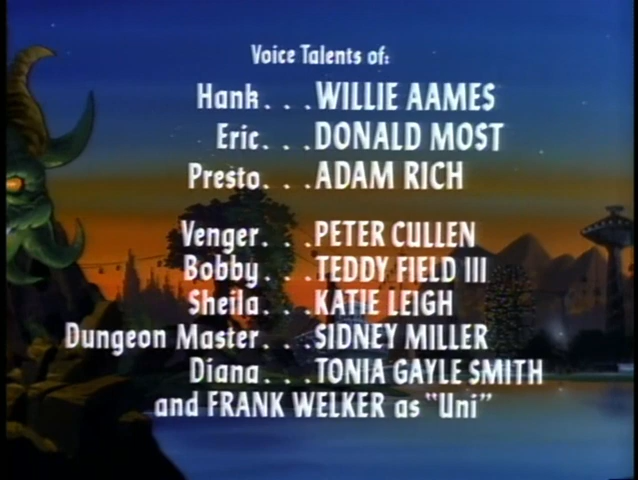 Voice Talents of:
Hank...WILLIE AAMES
Eric...DONALD MOST
Presto...ADAM RICH
Venger...PETER CULLEN
Bobby...TEDDY FIELD III
Sheila...KATIE LEIGH
Dungeon Master...SIDNEY MILLER
Diana...TONIA GAYLE SMITH
and FRANK WELKER as "Uni"